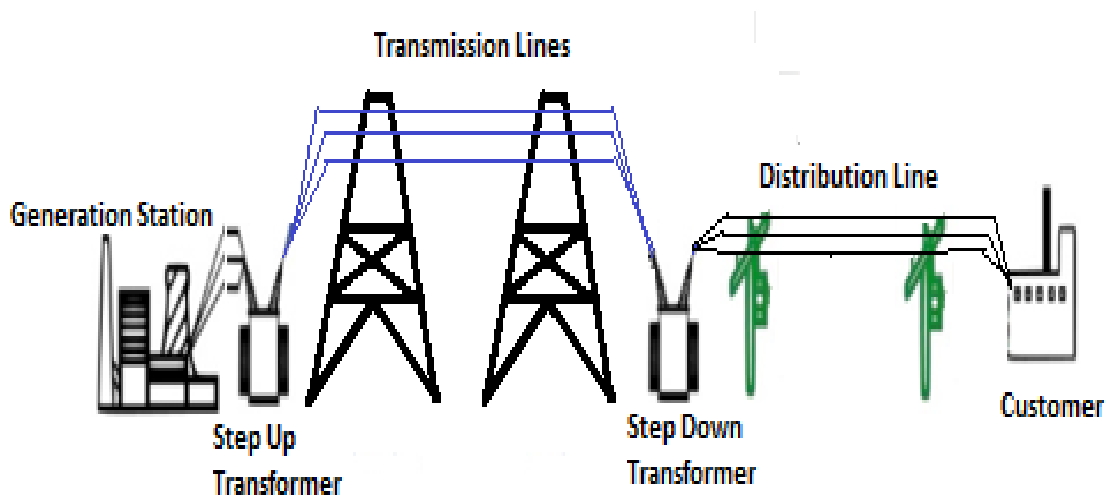 Transmission Lines
Distribution Line
Generation Station
Customer
Step Up
Transformer
Step Down
Transformer